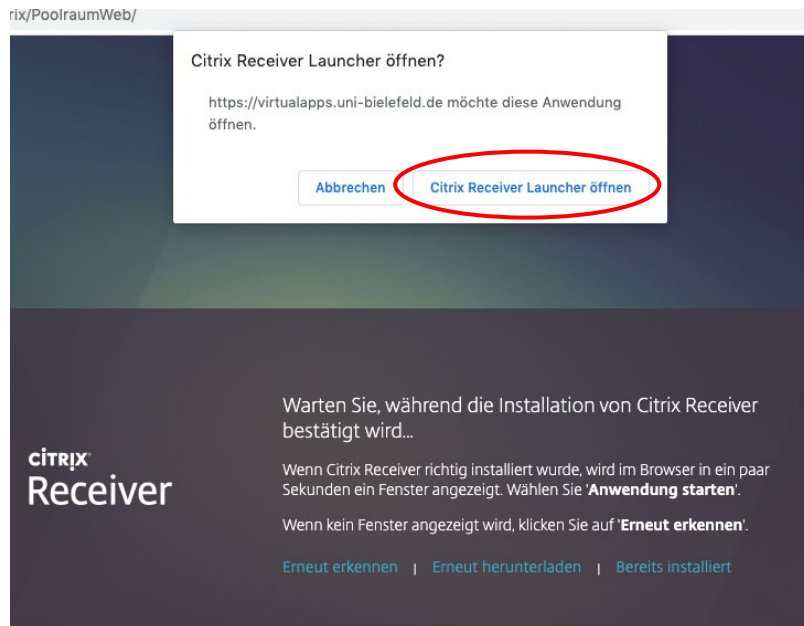 rix/PoolraumWeb/
Citrix Receiver Launcher öffnen?
https://virtualapps.uni-bielefeld.de möchte diese Anwendung
öffnen.
Abbrechen
Citrix Receiver Launcher öffnen
Warten Sie, während die Installation von Citrix Receiver
bestätigt wird...
citrix
Receiver
Wenn Citrix Receiver richtig installiert wurde, wird im Browser in ein paar
Sekunden ein Fenster angezeigt. Wählen Sie 'Anwendung starten'.
Wenn kein Fenster angezeigt wird, klicken Sie auf 'Erneut erkennen'.
Erneut erkennen | Erneut herunterladen | Bereits installiert